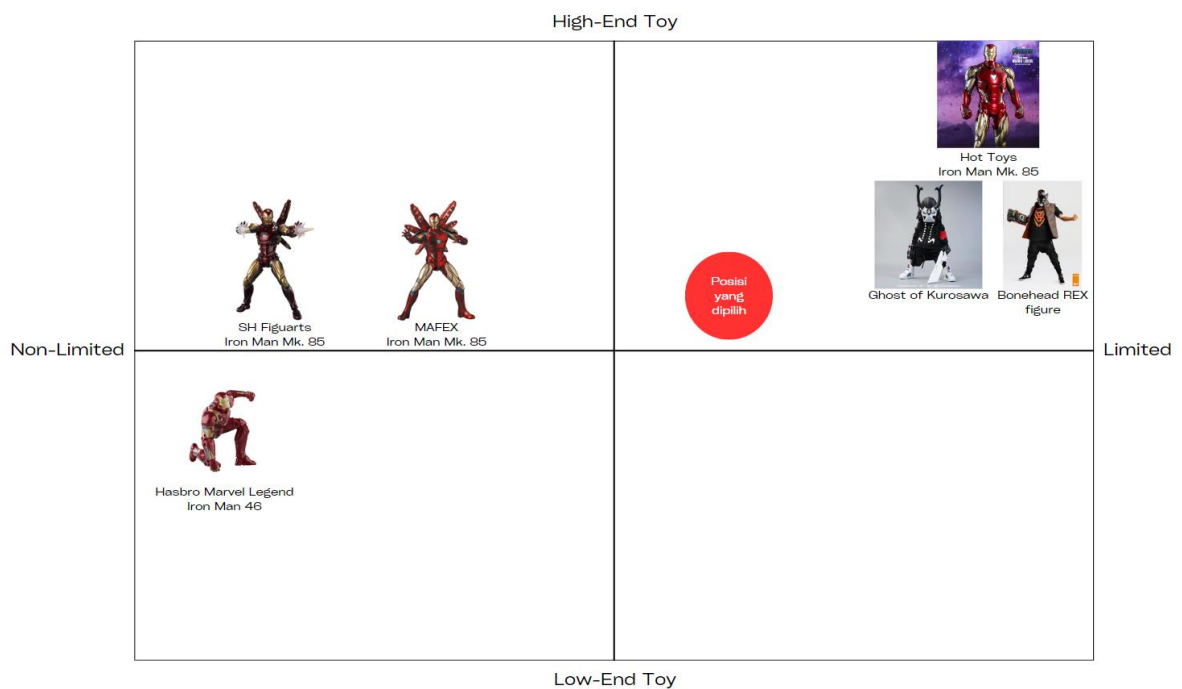 High-End Toy
Hot Toys
Iron Man Mk. 85
Posisi
yang
dipilih
Ghost of Kurosawa
Bonehead REX
figure
SH Figuarts
Iron Man Mk. 85
MAFEX
Iron Man Mk. 85
Non-Limited
Limited
Hasbro Marvel Legend
Iron Man 46
Low-End Toy